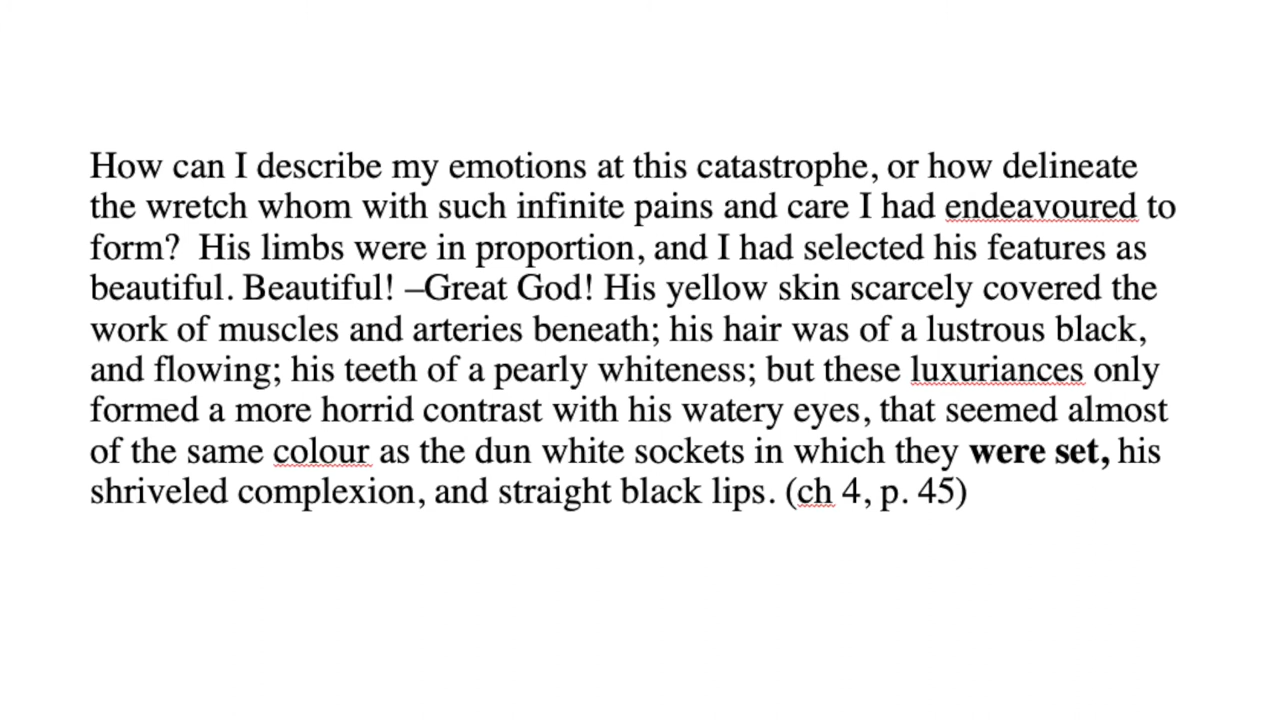 How can I describe my emotions at this catastrophe, or how delineate
the wretch whom with such infinite pains and care I had endeavoured to
form?  His limbs were in proportion, and I had selected his features as
beautiful. Beautiful! –Great God! His yellow skin scarcely covered the
work of muscles and arteries beneath; his hair was of a lustrous black,
and flowing; his teeth of a pearly whiteness; but these luxuriances only
formed a more horrid contrast with his watery eyes, that seemed almost
of the same colour as the dun white sockets in which they were set, his
shriveled complexion, and straight black lips. (ch 4, p. 45)